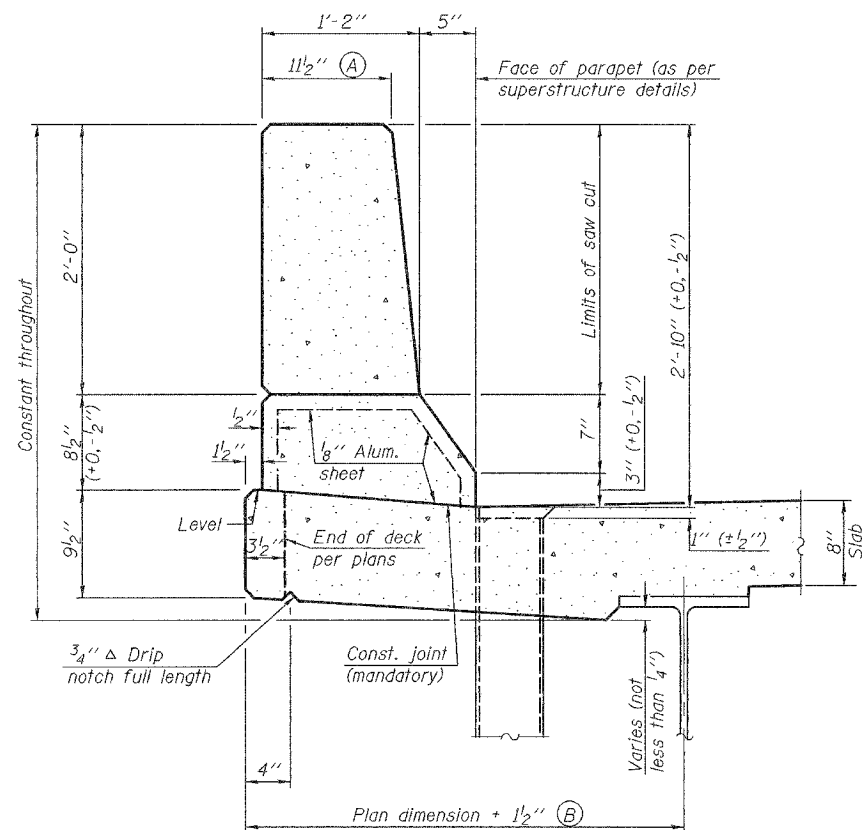 1'-2"
5"
11½" (A)
Face of parapet (as per
superstructure details)
Constant throughout
2'-0"
Limits of saw cut
2'-10" (+0,-½")
8½"
(+0,-½")
½"
1½"
⅛" Alum.
sheet
7"
3" (+0,-½")
Level
9½"
3½"
End of deck
per plans
1" (±½")
8"
Slab
¾" Δ Drip
notch full length
Const. joint
(mandatory)
Varies (not
less than ¼")
4"
Plan dimension + 1½" (B)